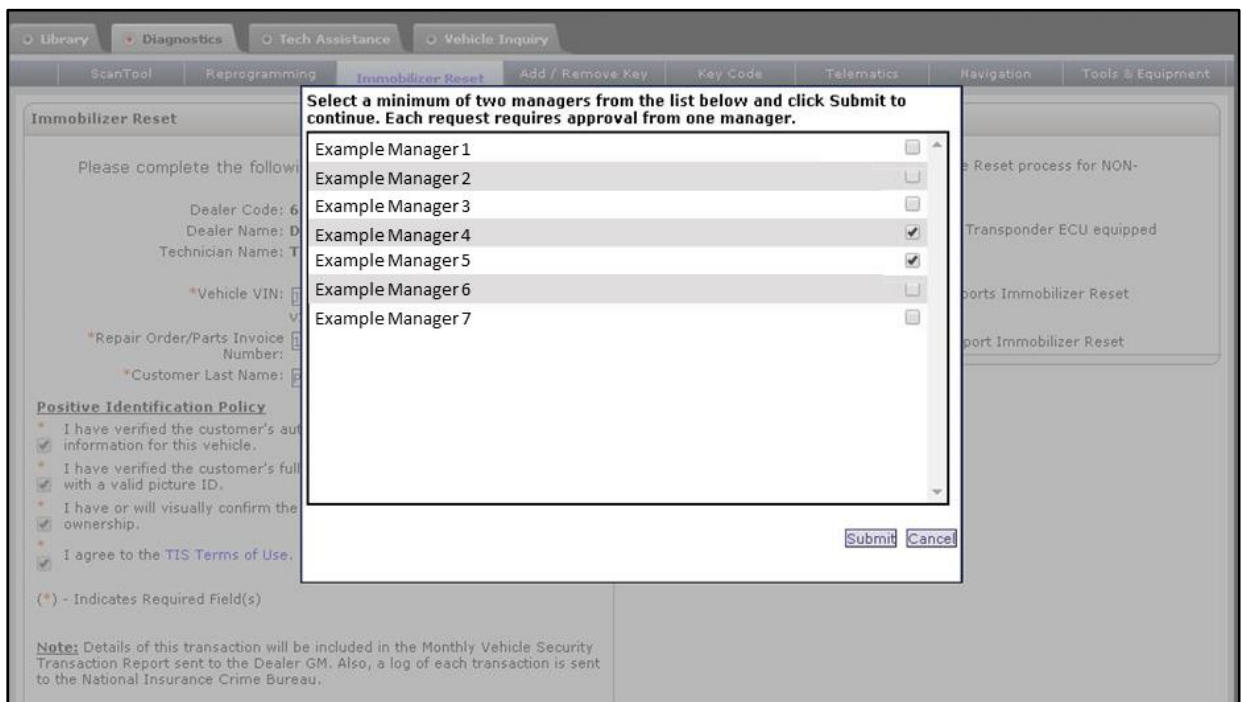 Library Diagnostics Tech Assistance Vehicle Inquiry
ScanTool Reprogramming Immobilizer Reset Add / Remove Key Key Code Telematics Navigation Tools & Equipment
Select a minimum of two managers from the list below and click Submit to
continue. Each request requires approval from one manager.
Example Manager 1
Example Manager 2
Example Manager 3
Example Manager 4
Example Manager 5
Example Manager 6
Example Manager 7
Submit Cancel
Immobilizer Reset
Please complete the
Dealer Code: 6
Dealer Name: D
Technician Name: T
*Vehicle VIN:
*Repair Order/Parts Invoice
Number:
*Customer Last Name:
Positive Identification Policy
* I have verified the customer's
information for this vehicle.
* I have verified the customer's full
with a valid picture ID.
* I have or will visually confirm the
ownership.
* I agree to the TIS Terms of Use.
(*) - Indicates Required Field(s)
Note: Details of this transaction will be included in the Monthly Vehicle Security
Transaction Report sent to the Dealer GM. Also, a log of each transaction is sent
to the National Insurance Crime Bureau.
Reset process for NON-
Transponder ECU equipped
Immobilizer Reset
Immobilizer Reset